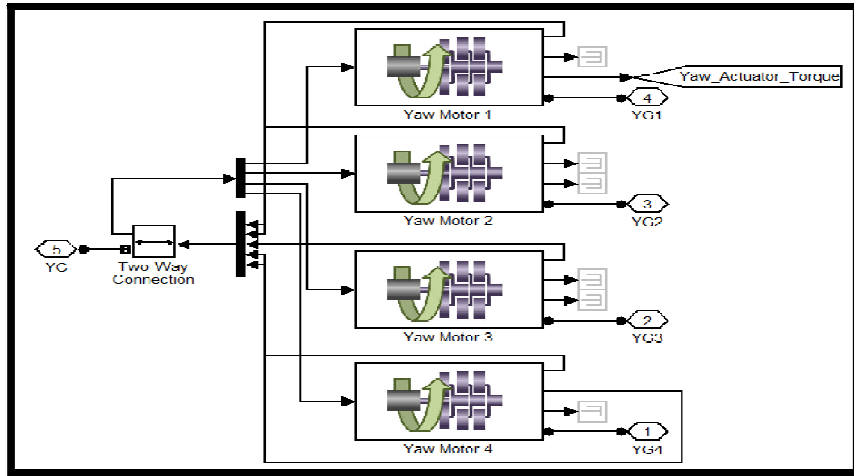 Yaw_Actuator_Torque
4
YG1
Yaw Motor 1
3
YG2
Yaw Motor 2
5
YC
Two Way
Connection
2
YG3
Yaw Motor 3
1
YG4
Yaw Motor 4